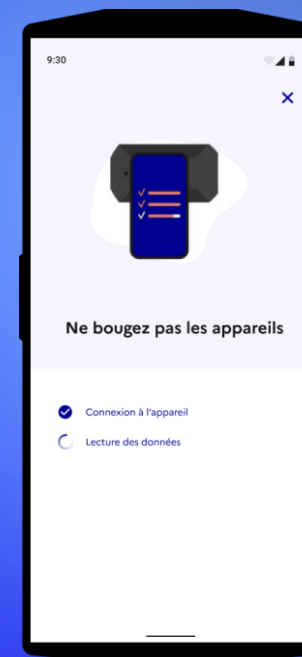 9:30
Ne bougez pas les appareils
Connexion à l'appareil
Lecture des données